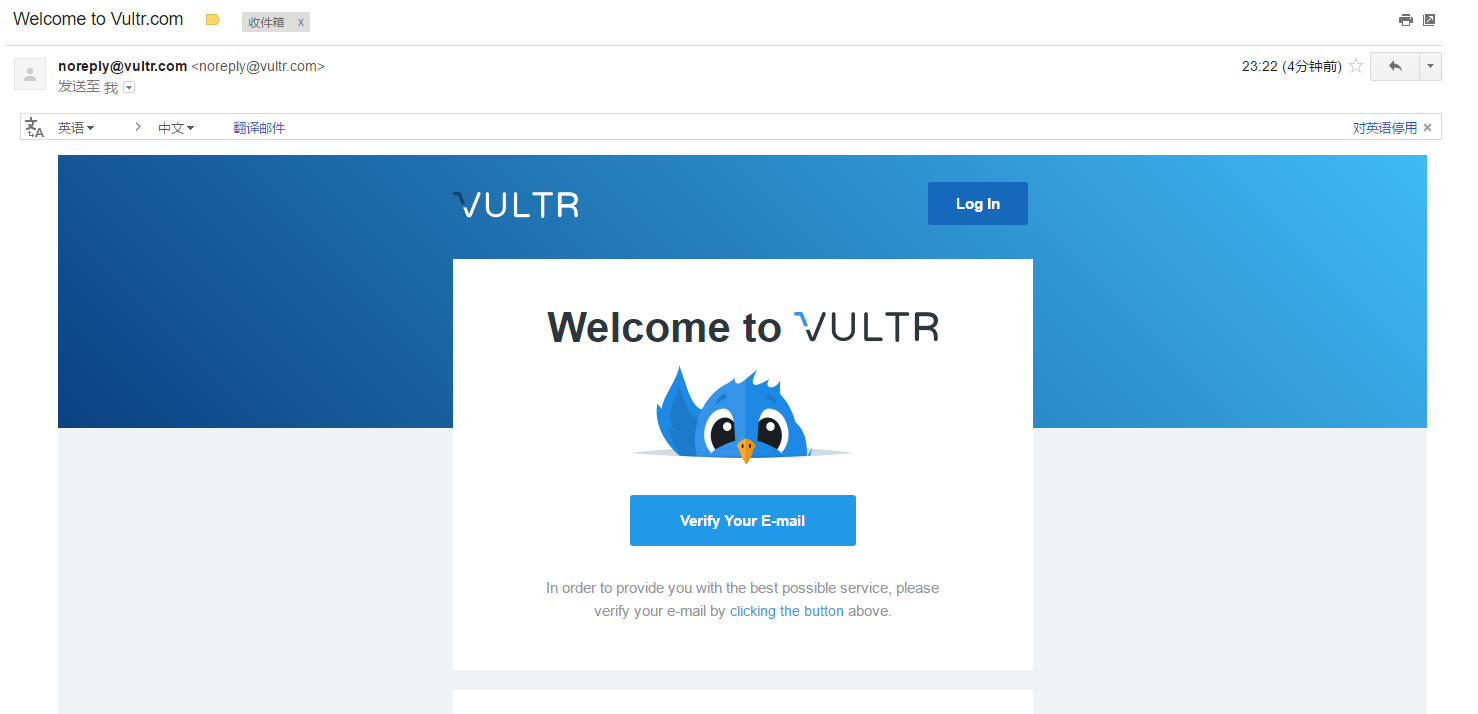 Welcome to Vultr.com 收件箱 x
noreply@vultr.com <noreply@vultr.com> 23:22 (4分钟前)
发送至 我
英语 中文 翻译邮件 对英语停用 ×
VULTR Log In
Welcome to VULTR
Verify Your E-mail
In order to provide you with the best possible service, please
verify your e-mail by clicking the button above.